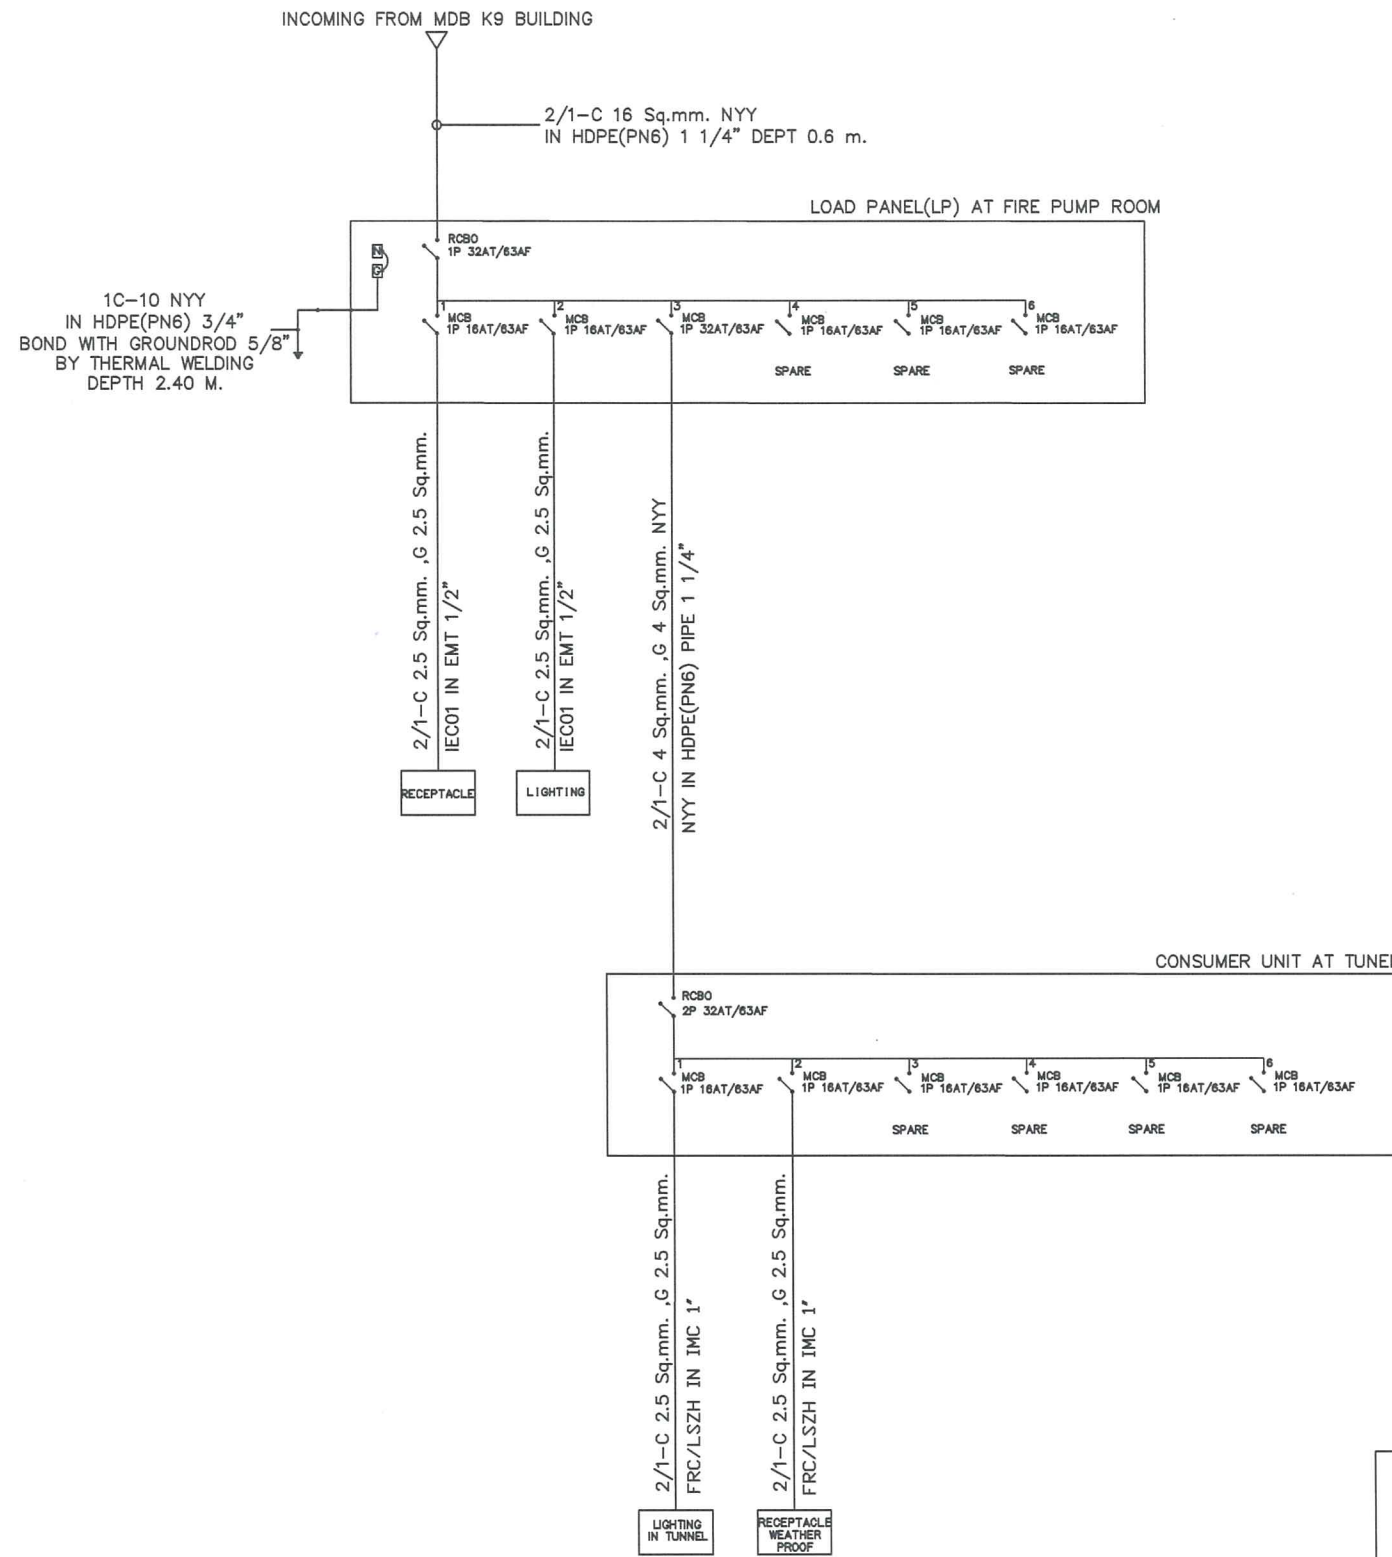 INCOMING FROM MDB K9 BUILDING
2/1-C 16 Sq.mm. NYY
IN HDPE(PN6) 1 1/4" DEPT 0.6 m.
LOAD PANEL(LP) AT FIRE PUMP ROOM
N
G
RCBO
1P 32AT/63AF
1C-10 NYY
IN HDPE(PN6) 3/4"
BOND WITH GROUNDROD 5/8"
BY THERMAL WELDING
DEPTH 2.40 M.
1
MCB
1P 16AT/63AF
2
MCB
1P 16AT/63AF
3
MCB
1P 32AT/63AF
4
MCB
1P 16AT/63AF
SPARE
5
MCB
1P 16AT/63AF
SPARE
6
MCB
1P 16AT/63AF
SPARE
2/1-C 2.5 Sq.mm. ,G 2.5 Sq.mm.
IEC01 IN EMT 1/2"
2/1-C 2.5 Sq.mm. ,G 2.5 Sq.mm.
IEC01 IN EMT 1/2"
2/1-C 4 Sq.mm. ,G 4 Sq.mm. NYY
NYY IN HDPE(PN6) PIPE 1 1/4"
RECEPTACLE
LIGHTING
CONSUMER UNIT AT TUNEL
RCBO
2P 32AT/63AF
1
MCB
1P 16AT/63AF
2
MCB
1P 16AT/63AF
3
MCB
1P 16AT/63AF
SPARE
4
MCB
1P 16AT/63AF
SPARE
5
MCB
1P 16AT/63AF
SPARE
6
MCB
1P 16AT/63AF
SPARE
2/1-C 2.5 Sq.mm. ,G 2.5 Sq.mm.
FRC/LSZH IN IMC 1"
2/1-C 2.5 Sq.mm. ,G 2.5 Sq.mm.
FRC/LSZH IN IMC 1"
LIGHTING
IN TUNNEL
RECEPTACLE
WEATHER
PROOF